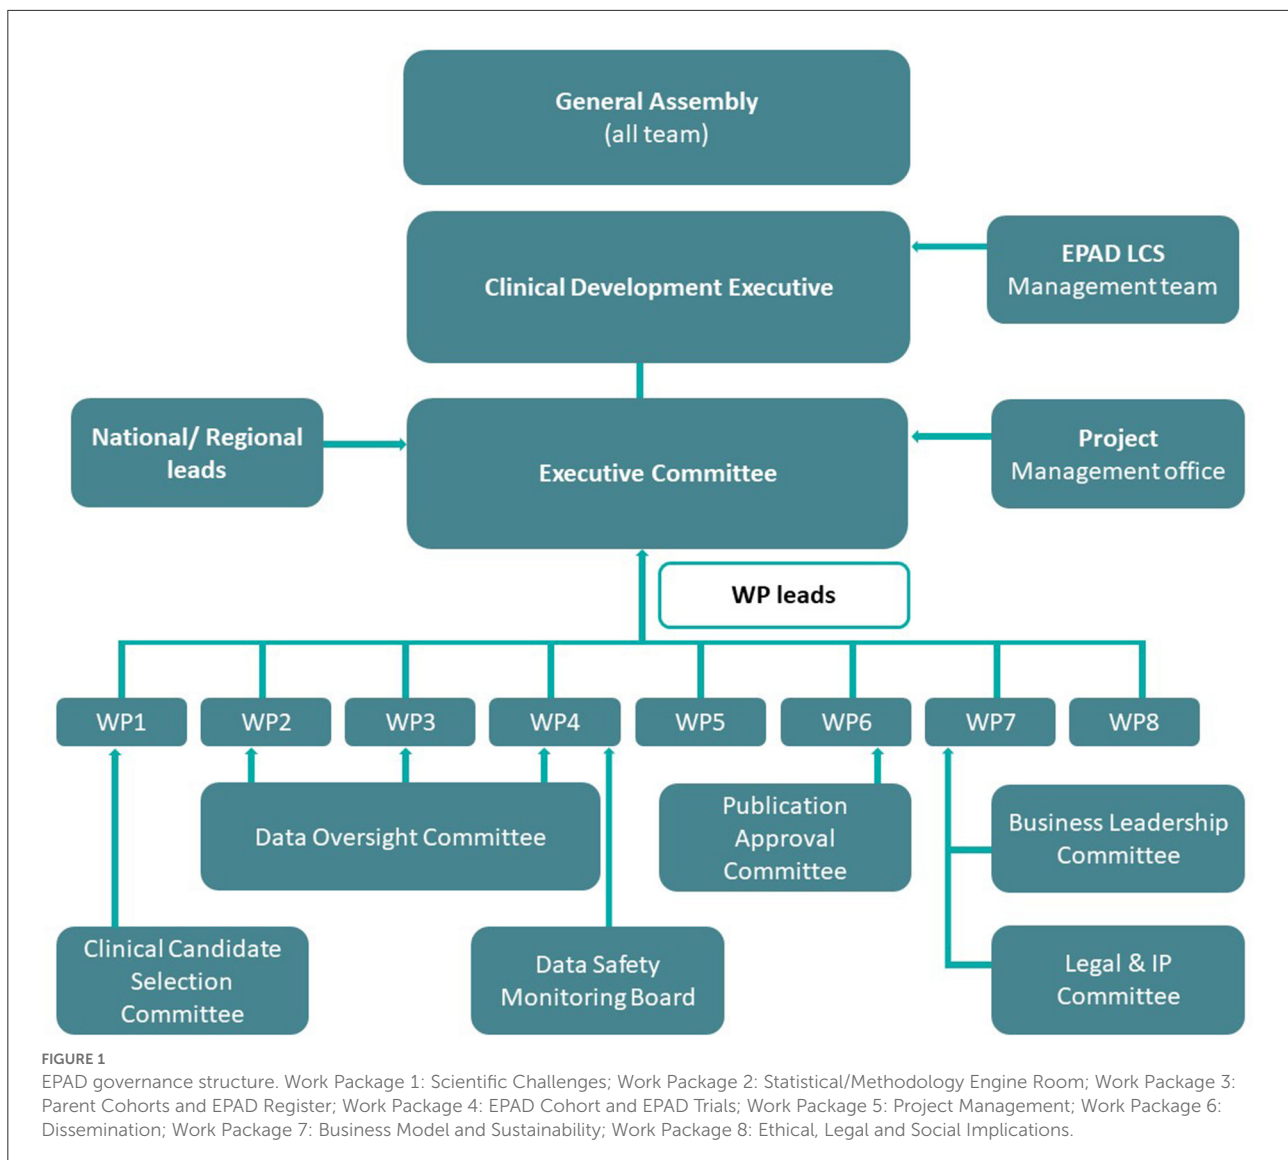 General Assembly
(all team)
Clinical Development Executive
EPAD LCS
Management team
National/ Regional
leads
Executive Committee
Project
Management office
WP leads
WP1
WP2
WP3
WP4
WP5
WP6
WP7
WP8
Data Oversight Committee
Publication
Approval
Committee
Business Leadership
Committee
Clinical Candidate
Selection
Committee
Data Safety
Monitoring Board
Legal & IP
Committee
FIGURE 1
EPAD governance structure. Work Package 1: Scientific Challenges; Work Package 2: Statistical/Methodology Engine Room; Work Package 3:
Parent Cohorts and EPAD Register; Work Package 4: EPAD Cohort and EPAD Trials; Work Package 5: Project Management; Work Package 6:
Dissemination; Work Package 7: Business Model and Sustainability; Work Package 8: Ethical, Legal and Social Implications.